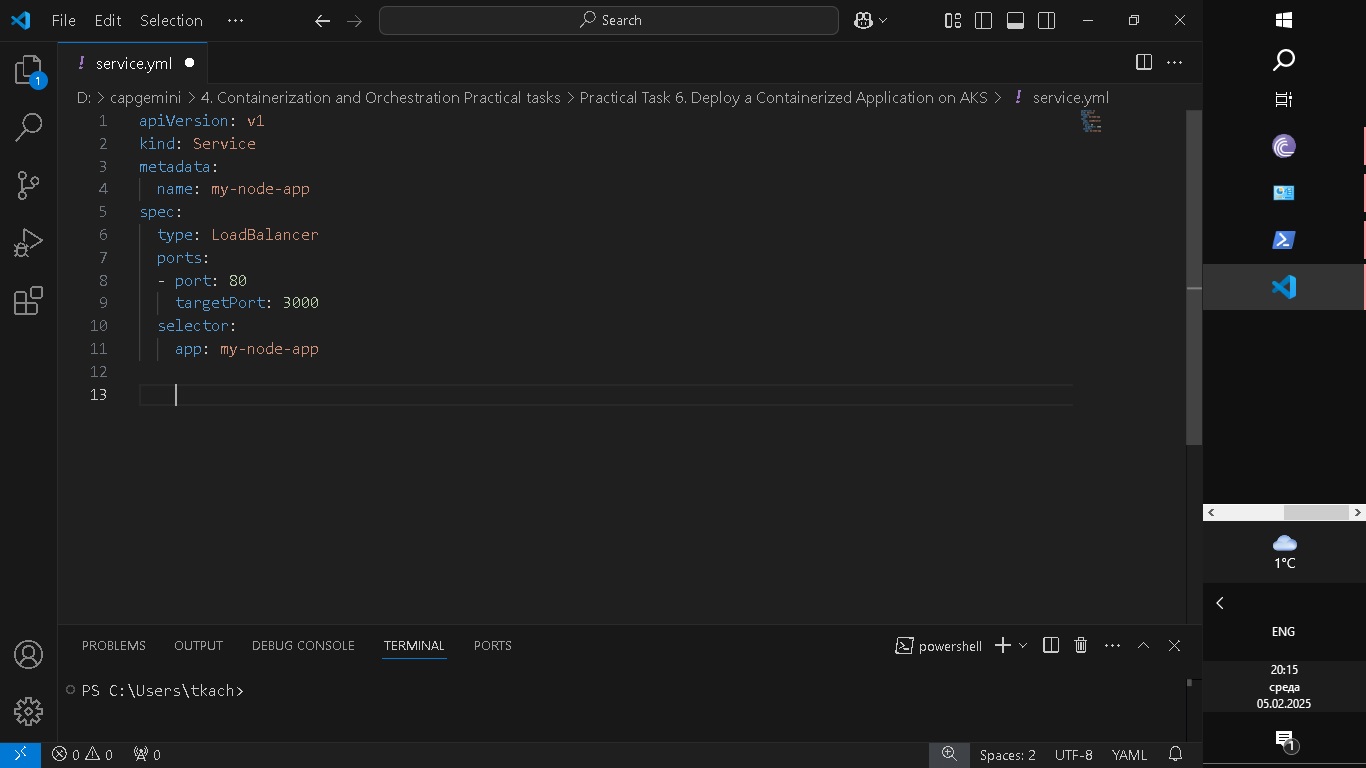 File Edit Selection ··· Search
service.yml
D: > capgemini > 4. Containerization and Orchestration Practical tasks > Practical Task 6. Deploy a Containerized Application on AKS > ! service.yml
1 apiVersion: v1
2 kind: Service
3 metadata:
4 name: my-node-app
5 spec:
6 type: LoadBalancer
7 ports:
8 - port: 80
9 targetPort: 3000
10 selector:
11 app: my-node-app
12
13
PROBLEMS OUTPUT DEBUG CONSOLE TERMINAL PORTS powershell
PS C:\Users\tkach>
0 0 0 Spaces: 2 UTF-8 YAML
1
1°C
ENG
20:15
среда
05.02.2025
1